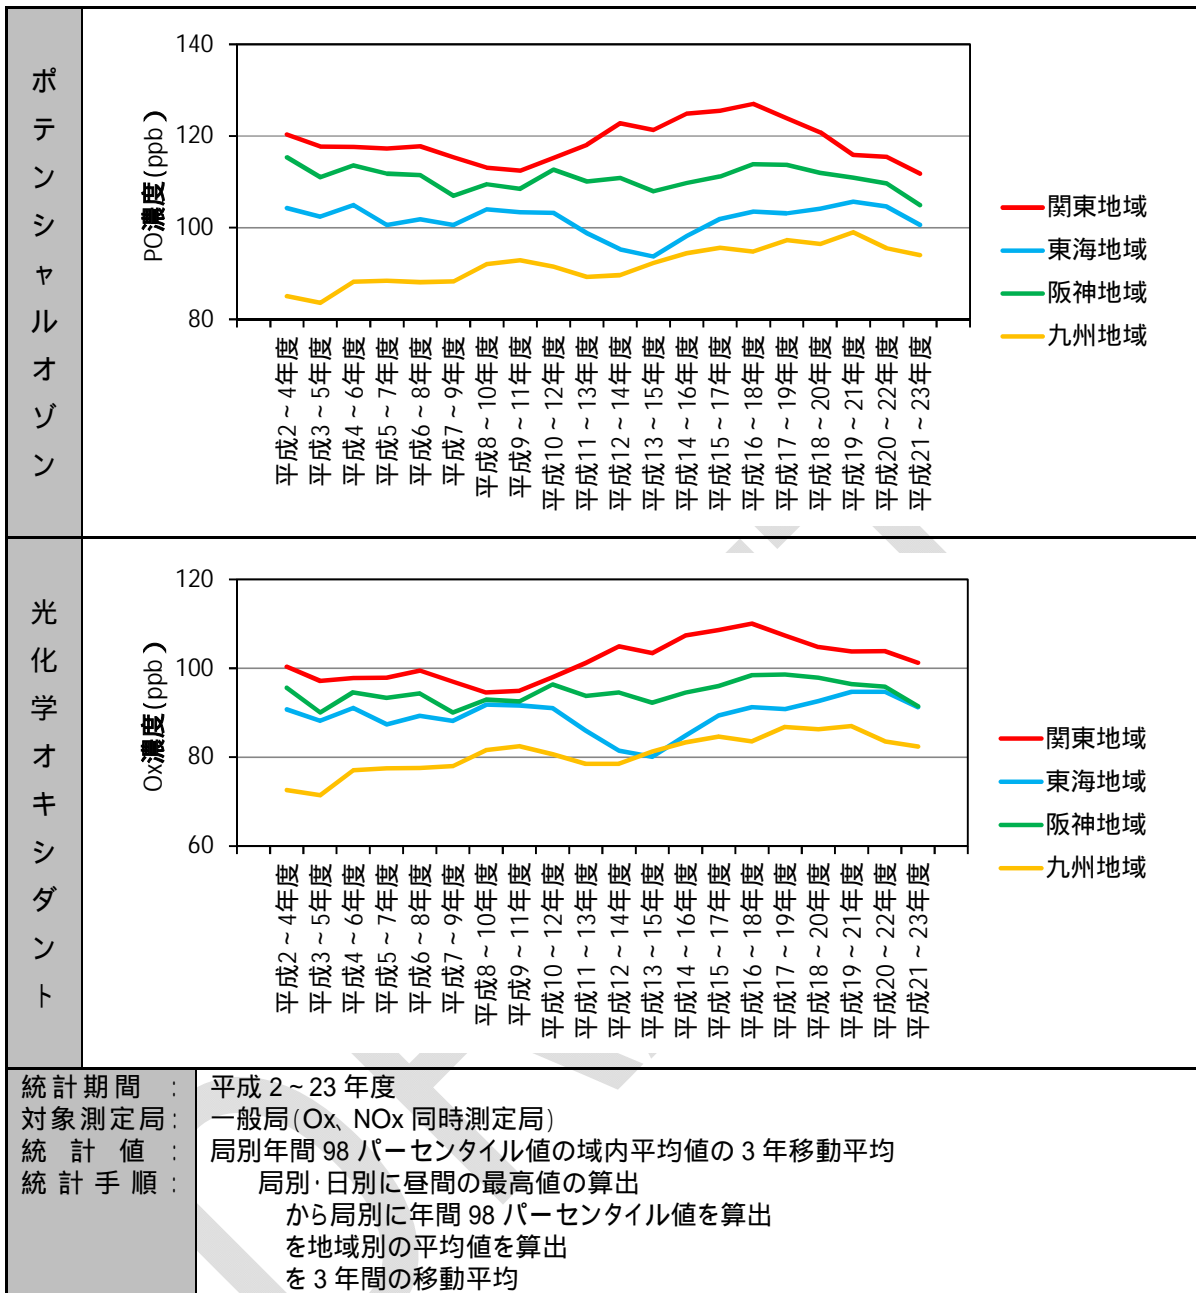 ポテンシャルオゾン
PO濃度(ppb)
140
120
100
80
平成2~4年度
平成3~5年度
平成4~6年度
平成5~7年度
平成6~8年度
平成7~9年度
平成8~10年度
平成9~11年度
平成10~12年度
平成11~13年度
平成12~14年度
平成13~15年度
平成14~16年度
平成15~17年度
平成16~18年度
平成17~19年度
平成18~20年度
平成19~21年度
平成20~22年度
平成21~23年度
関東地域
東海地域
阪神地域
九州地域
光化学オキシダント
Ox濃度(ppb)
120
100
80
60
平成2~4年度
平成3~5年度
平成4~6年度
平成5~7年度
平成6~8年度
平成7~9年度
平成8~10年度
平成9~11年度
平成10~12年度
平成11~13年度
平成12~14年度
平成13~15年度
平成14~16年度
平成15~17年度
平成16~18年度
平成17~19年度
平成18~20年度
平成19~21年度
平成20~22年度
平成21~23年度
関東地域
東海地域
阪神地域
九州地域
統計期間 : 平成 2~23 年度
対象測定局: 一般局(Ox、NOx 同時測定局)
統計値 : 局別年間 98 パーセンタイル値の域内平均値の 3 年移動平均
統計手順: 局別・日別に昼間の最高値の算出
から局別に年間 98 パーセンタイル値を算出
を地域別の平均値を算出
を 3 年間の移動平均